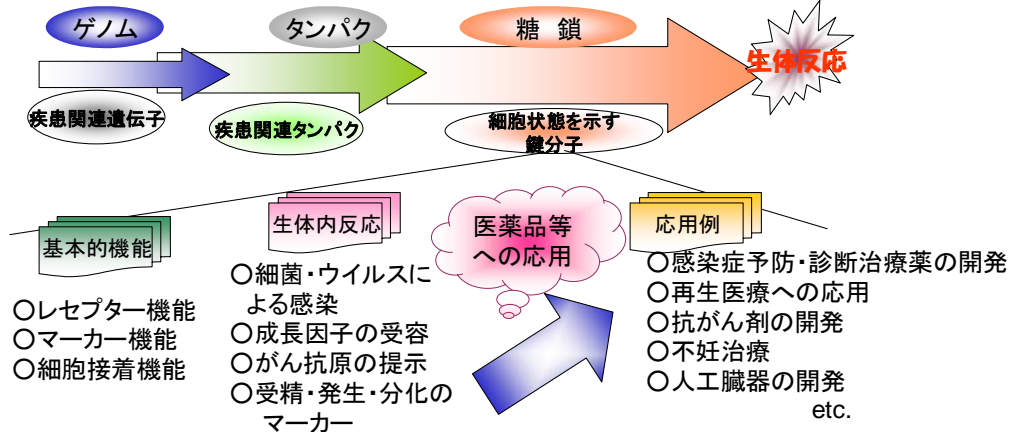 ゲノム
タンパク
糖 鎖
生体反応
疾患関連遺伝子
疾患関連タンパク
細胞状態を示す
鍵分子
基本的機能
○レセプター機能
○マーカー機能
○細胞接着機能
生体内反応
○細菌・ウイルスに
よる感染
○成長因子の受容
○がん抗原の提示
○受精・発生・分化の
マーカー
医薬品等
への応用
応用例
○感染症予防・診断治療薬の開発
○再生医療への応用
○抗がん剤の開発
○不妊治療
○人工臓器の開発
etc.